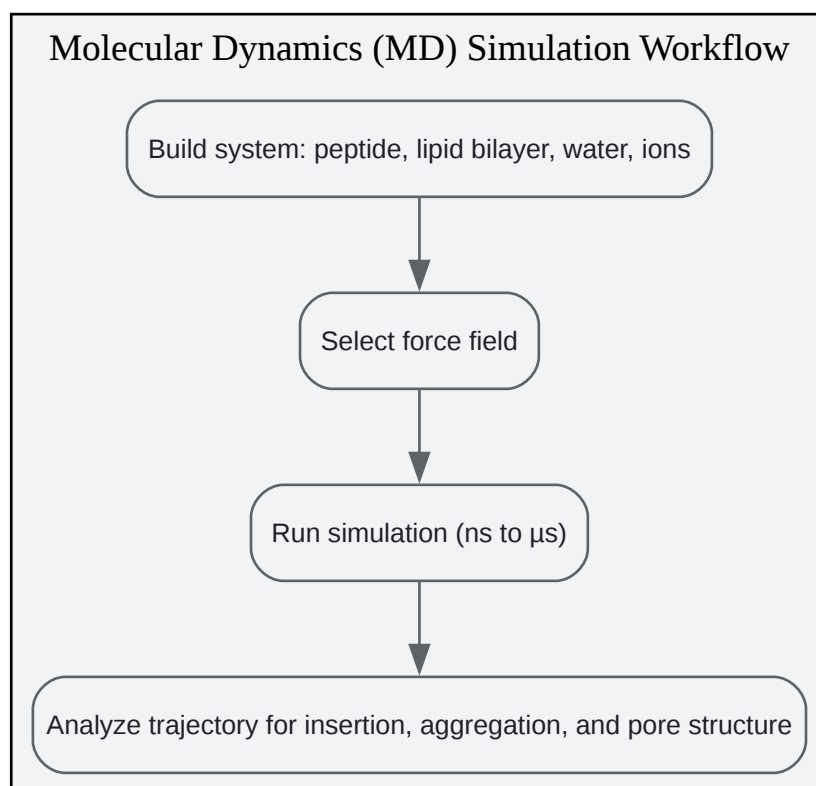 Molecular Dynamics (MD) Simulation Workflow
Build system: peptide, lipid bilayer, water, ions
Select force field
Run simulation (ns to µs)
Analyze trajectory for insertion, aggregation, and pore structure